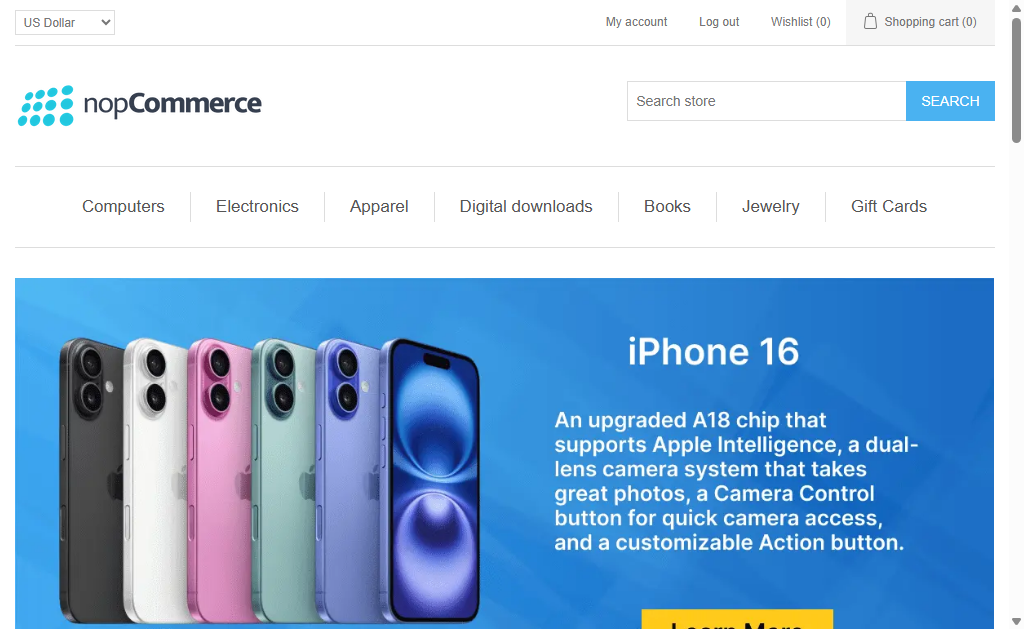 US Dollar
My account
Log out
Wishlist (0)
Shopping cart (0)
nopCommerce
Search store
SEARCH
Computers
Electronics
Apparel
Digital downloads
Books
Jewelry
Gift Cards
iPhone 16
An upgraded A18 chip that
supports Apple Intelligence, a dual-
lens camera system that takes
great photos, a Camera Control
button for quick camera access,
and a customizable Action button.
Learn More